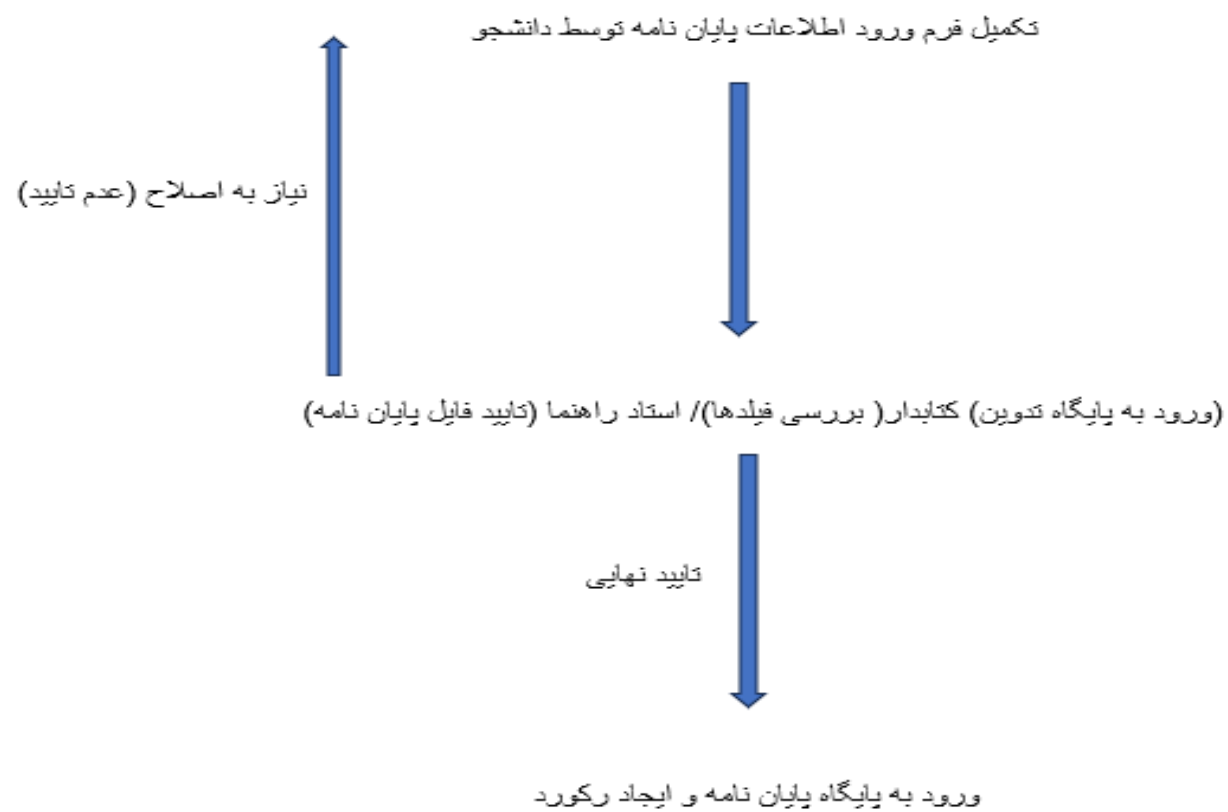 تکمیل فرم ورود اطلاعات پایان نامه توسط دانشجو
نیاز به اصلاح (عدم تایید)
(ورود به پایگاه تدوین) کتابدار( بررسی فیلدها)/ استاد راهنما (تایید فایل پایان نامه)
تایید نهایی
ورود به پایگاه پایان نامه و ایجاد رکورد